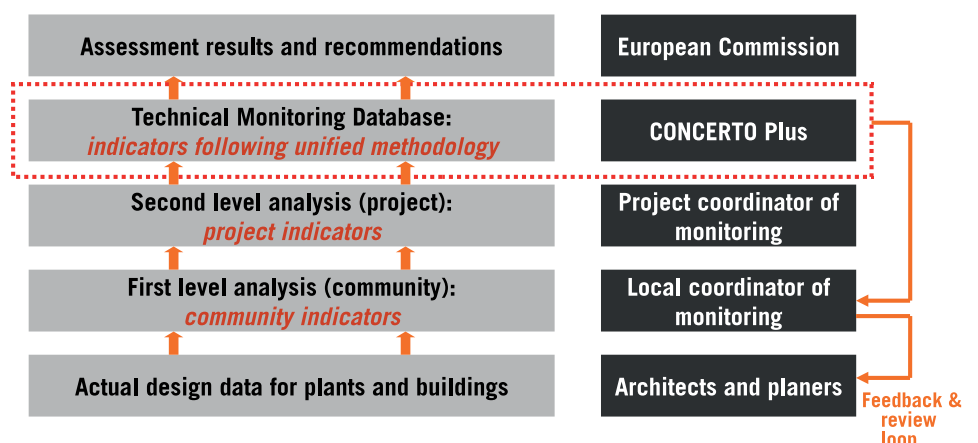 Assessment results and recommendations
European Commission
Technical Monitoring Database:
indicators following unified methodology
CONCERTO Plus
Second level analysis (project):
project indicators
Project coordinator of
monitoring
First level analysis (community):
community indicators
Local coordinator of
monitoring
Actual design data for plants and buildings
Architects and planers
Feedback &
review
loop